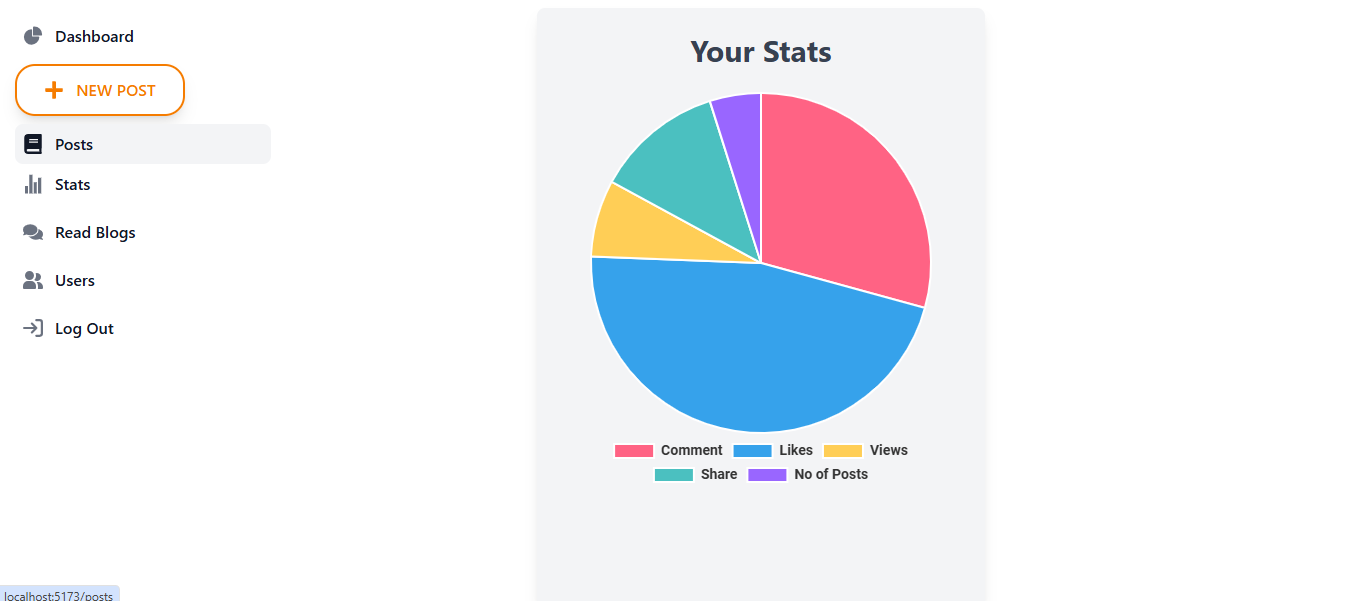 Dashboard
NEW POST
Posts
Stats
Read Blogs
Users
Log Out
Your Stats
Comment Likes Views
Share No of Posts
localhost:5173/posts